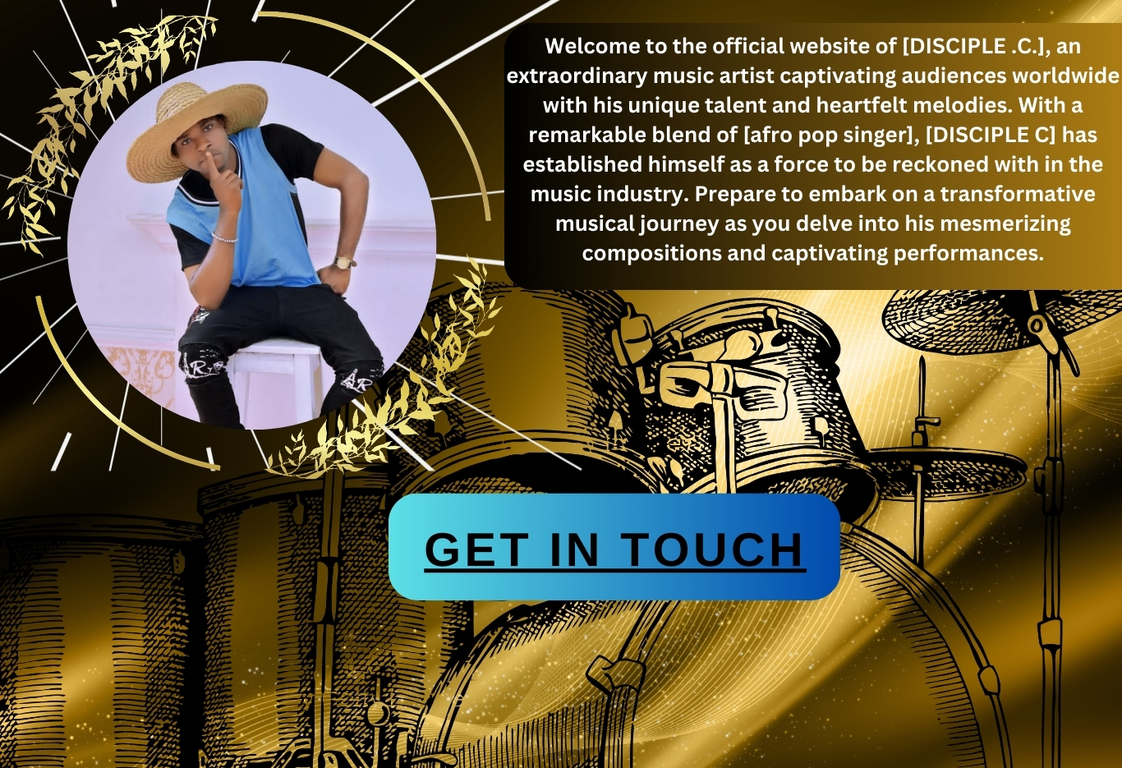 Welcome to the official website of [DISCIPLE .C.], an
extraordinary music artist captivating audiences worldwide
with his unique talent and heartfelt melodies. With a
remarkable blend of [afro pop singer], [DISCIPLE C] has
established himself as a force to be reckoned with in the
music industry. Prepare to embark on a transformative
musical journey as you delve into his mesmerizing
compositions and captivating performances.
GET IN TOUCH